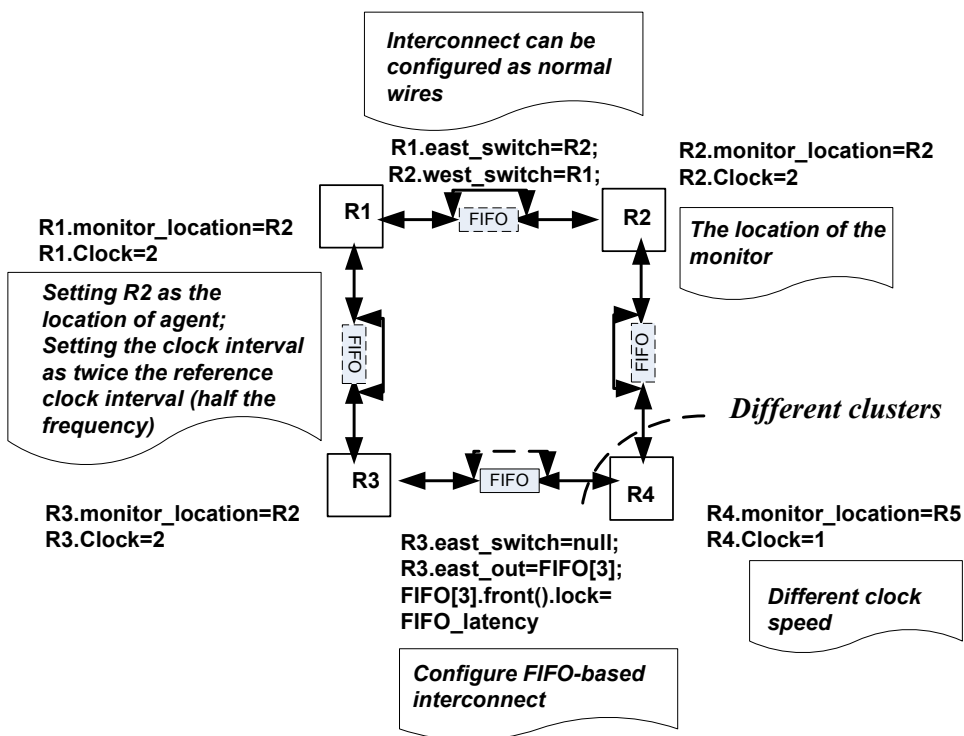 Interconnect can be
configured as normal
wires
R1.east_switch=R2;
R2.west_switch=R1;
R2.monitor_location=R2
R2.Clock=2
R1
FIFO
R2
R1.monitor_location=R2
R1.Clock=2
The location of the
monitor
Setting R2 as the
location of agent;
Setting the clock interval
as twice the reference
clock interval (half the
frequency)
FIFO
FIFO
Different clusters
R3
FIFO
R4
R3.monitor_location=R2
R3.Clock=2
R3.east_switch=null;
R3.east_out=FIFO[3];
FIFO[3].front().lock=
FIFO_latency
R4.monitor_location=R5
R4.Clock=1
Different clock
speed
Configure FIFO-based
interconnect